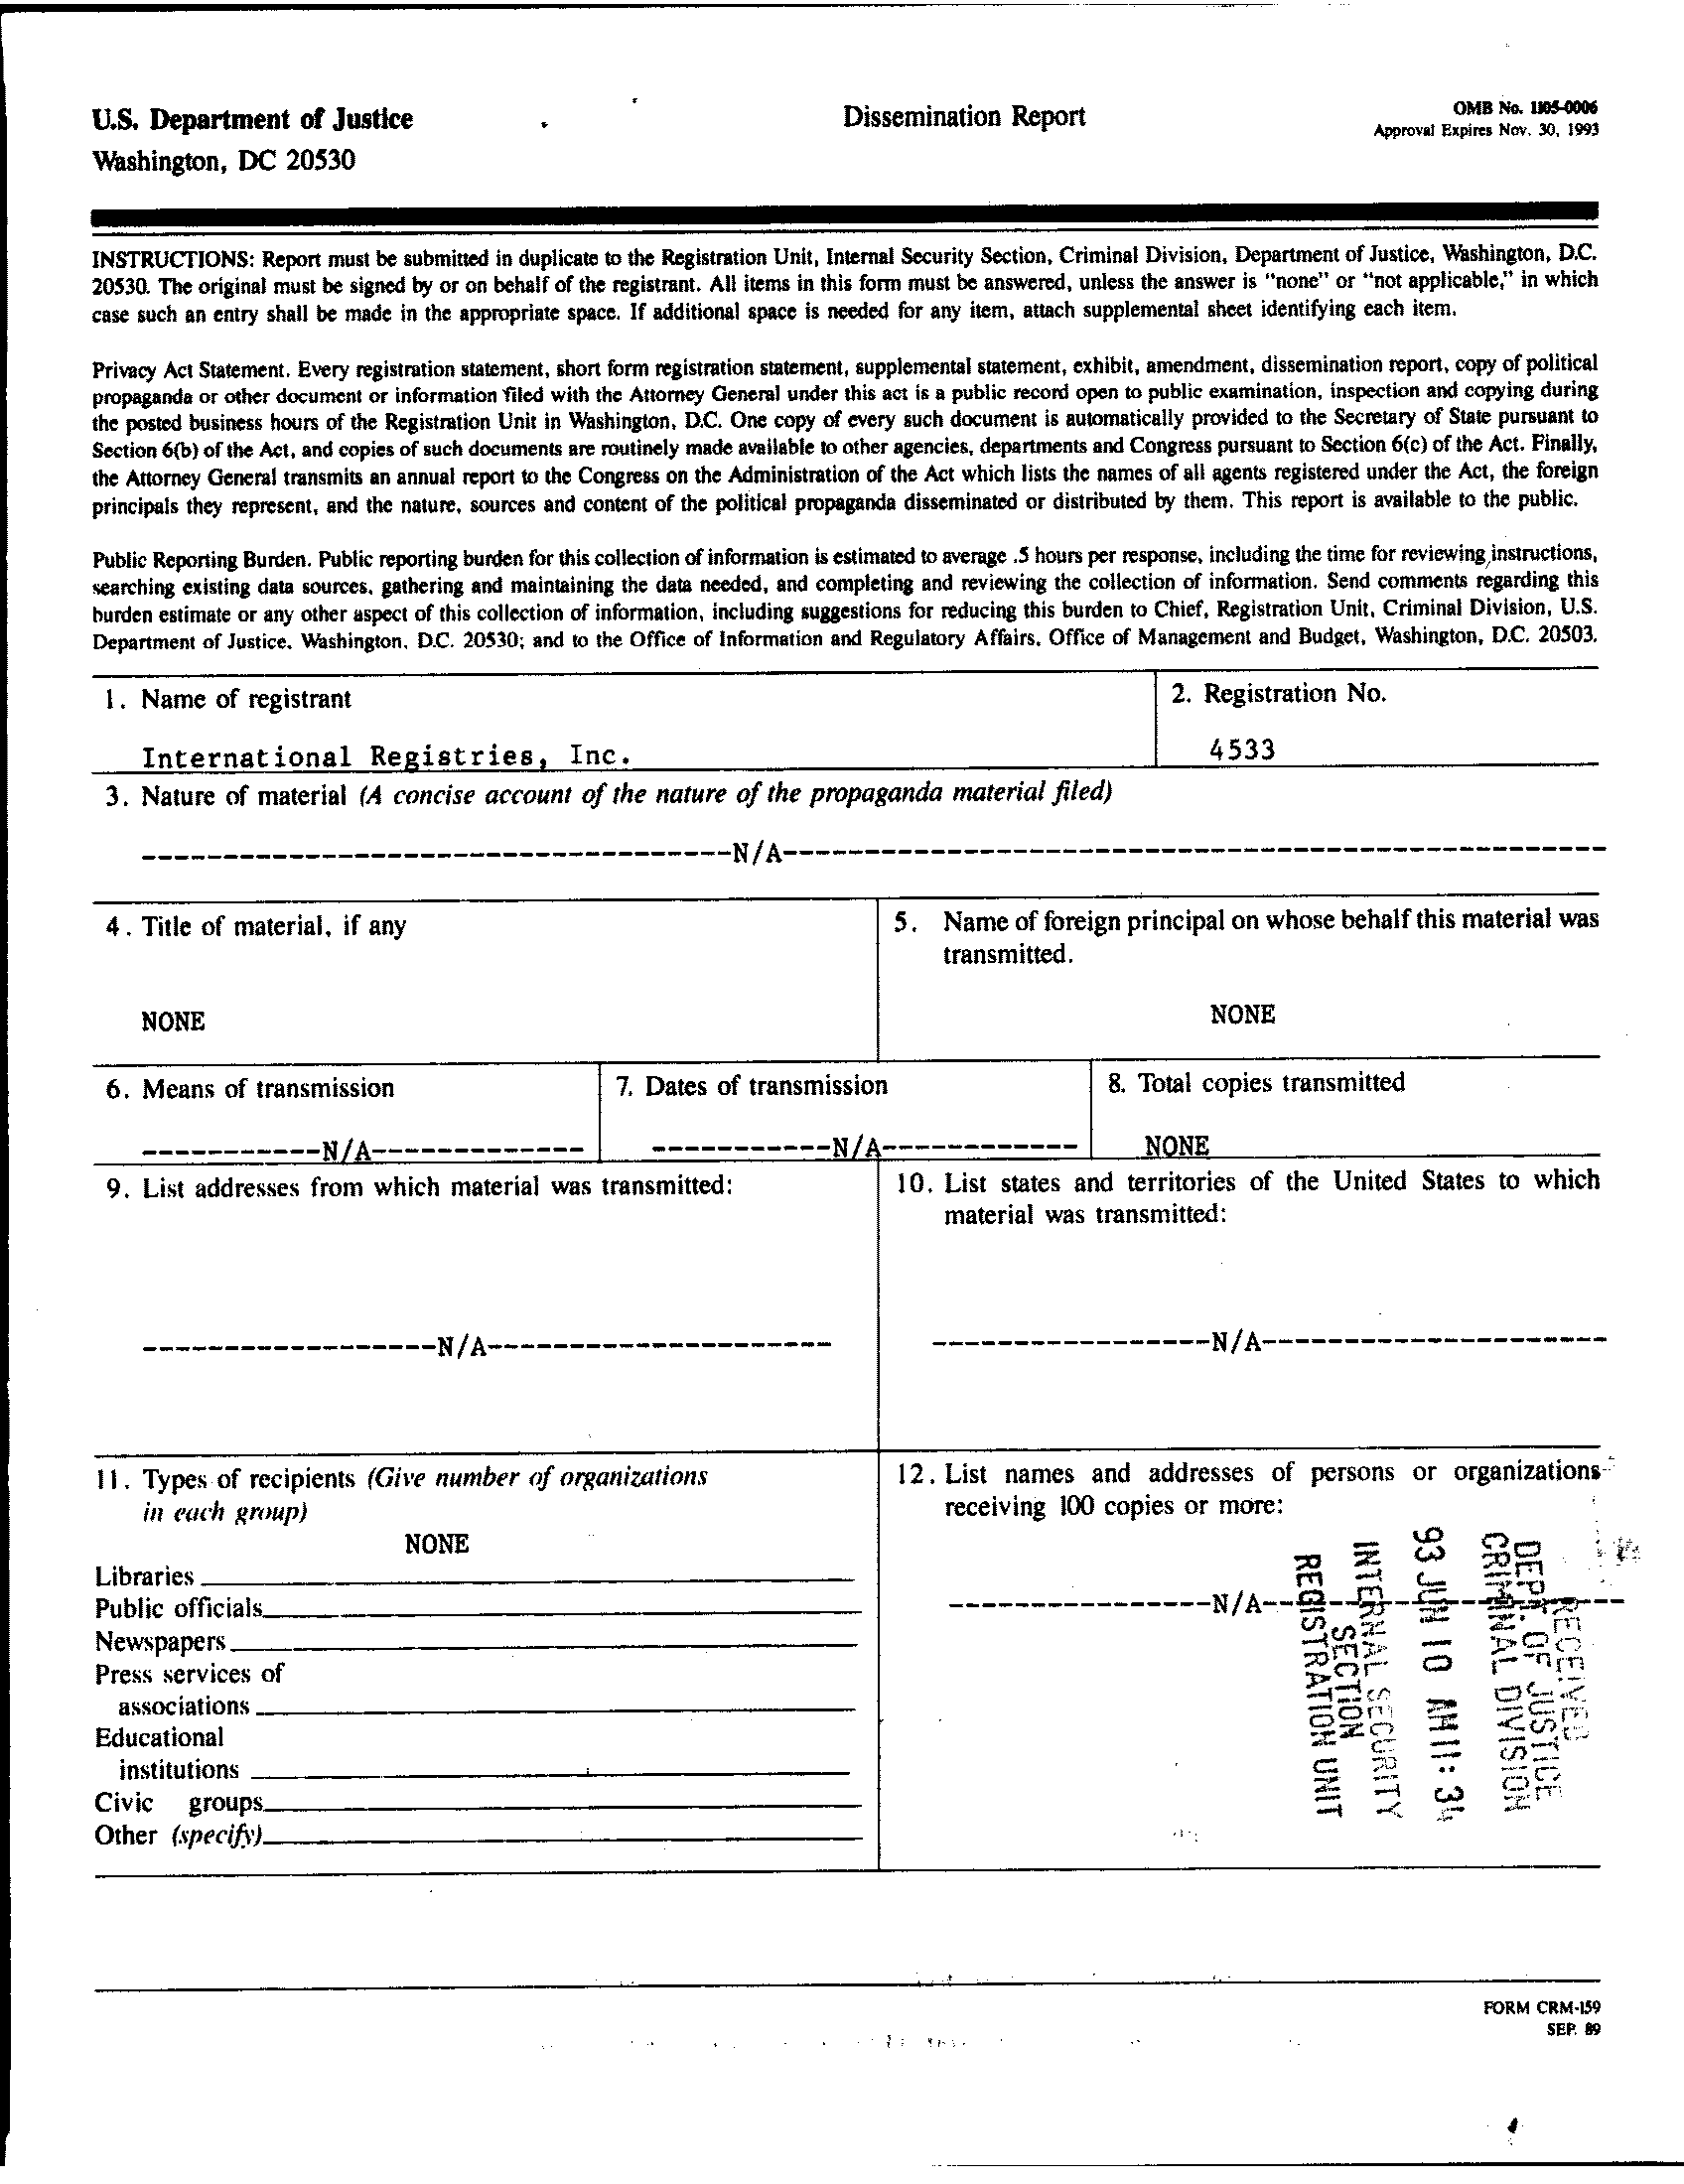 U.S. Department of Justice
Washington, DC 20530
Dissemination Report
OMB No. 1105-0006
Approval Expires Nov. 30, 1993
INSTRUCTIONS: Report must be submitted in duplicate to the Registration Unit, Internal Security Section, Criminal Division, Department of Justice, Washington, D.C.
20530. The original must be signed by or on behalf of the registrant. All items in this form must be answered, unless the answer is "none" or "not applicable," in which
case such an entry shall be made in the appropriate space. If additional space is needed for any item, attach supplemental sheet identifying each item.
Privacy Act Statement. Every registration statement, short form registration statement, supplemental statement, exhibit, amendment, dissemination report, copy of political
propaganda or other document or information filed with the Attorney General under this act is a public record open to public examination, inspection and copying during
the posted business hours of the Registration Unit in Washington, D.C. One copy of every such document is automatically provided to the Secretary of State pursuant to
Section 6(b) of the Act, and copies of such documents are routinely made available to other agencies, departments and Congress pursuant to Section 6(c) of the Act. Finally,
the Attorney General transmits an annual report to the Congress on the Administration of the Act which lists the names of all agents registered under the Act, the foreign
principals they represent, and the nature, sources and content of the political propaganda disseminated or distributed by them. This report is available to the public.
Public Reporting Burden. Public reporting burden for this collection of information is estimated to average .5 hours per response, including the time for reviewing instructions,
searching existing data sources, gathering and maintaining the data needed, and completing and reviewing the collection of information. Send comments regarding this
burden estimate or any other aspect of this collection of information, including suggestions for reducing this burden to Chief, Registration Unit, Criminal Division, U.S.
Department of Justice, Washington, D.C. 20530; and to the Office of Information and Regulatory Affairs, Office of Management and Budget, Washington, D.C. 20503.
1. Name of registrant
International Registries, Inc.
2. Registration No.
4533
3. Nature of material (A concise account of the nature of the propaganda material filed)
------------------------------------N/A---------------------------------------------------
4. Title of material, if any
NONE
5. Name of foreign principal on whose behalf this material was
transmitted.
NONE
6. Means of transmission
-----------N/A-------------
7. Dates of transmission
-----------N/A------------
8. Total copies transmitted
NONE
9. List addresses from which material was transmitted:
------------------N/A---------------------
10. List states and territories of the United States to which
material was transmitted:
-----------------N/A---------------------
11. Types of recipients (Give number of organizations
in each group)
NONE
Libraries
Public officials
Newspapers
Press services of
associations
Educational
institutions
Civic groups
Other (specify)
12. List names and addresses of persons or organizations
receiving 100 copies or more:
----------------N/A----------------------
RECEIVED
DEPT. OF JUSTICE
CRIMINAL DIVISION
93 JUN 10 AM 11: 34
INTERNAL SECURITY
SECTION
REGISTRATION UNIT
FORM CRM-159
SEP. 89